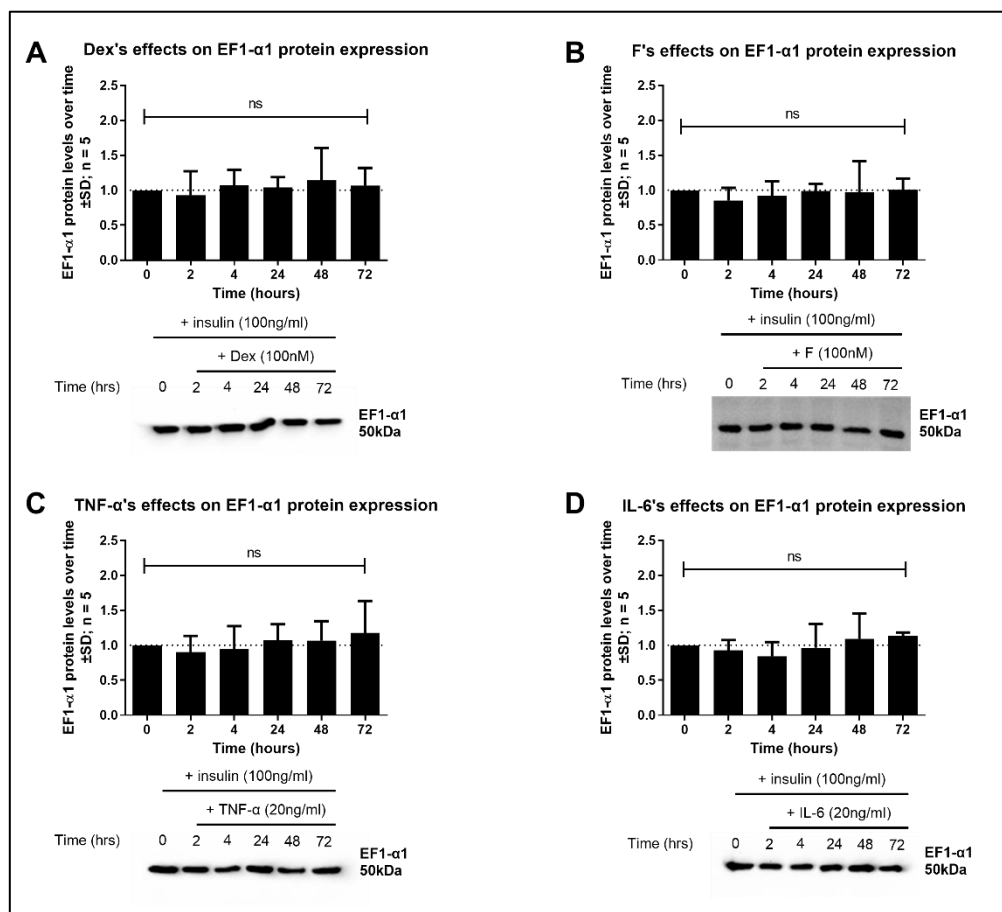 A
Dex's effects on EF1-α1 protein expression
EF1-α1 protein levels over time
±SD; n = 5
2.5
2.0
1.5
1.0
0.5
0.0
ns
0 2 4 24 48 72
Time (hours)
+ insulin (100ng/ml)
+ Dex (100nM)
Time (hrs) 0 2 4 24 48 72
EF1-α1
50kDa
B
F's effects on EF1-α1 protein expression
EF1-α1 protein levels over time
±SD; n = 5
2.5
2.0
1.5
1.0
0.5
0.0
ns
0 2 4 24 48 72
Time (hours)
+ insulin (100ng/ml)
+ F (100nM)
Time (hrs) 0 2 4 24 48 72
EF1-α1
50kDa
C
TNF-α's effects on EF1-α1 protein expression
EF1-α1 protein levels over time
±SD; n = 5
2.5
2.0
1.5
1.0
0.5
0.0
ns
0 2 4 24 48 72
Time (hours)
+ insulin (100ng/ml)
+ TNF-α (20ng/ml)
Time (hrs) 0 2 4 24 48 72
EF1-α1
50kDa
D
IL-6's effects on EF1-α1 protein expression
EF1-α1 protein levels over time
±SD; n = 5
2.5
2.0
1.5
1.0
0.5
0.0
ns
0 2 4 24 48 72
Time (hours)
+ insulin (100ng/ml)
+ IL-6 (20ng/ml)
Time (hrs) 0 2 4 24 48 72
EF1-α1
50kDa